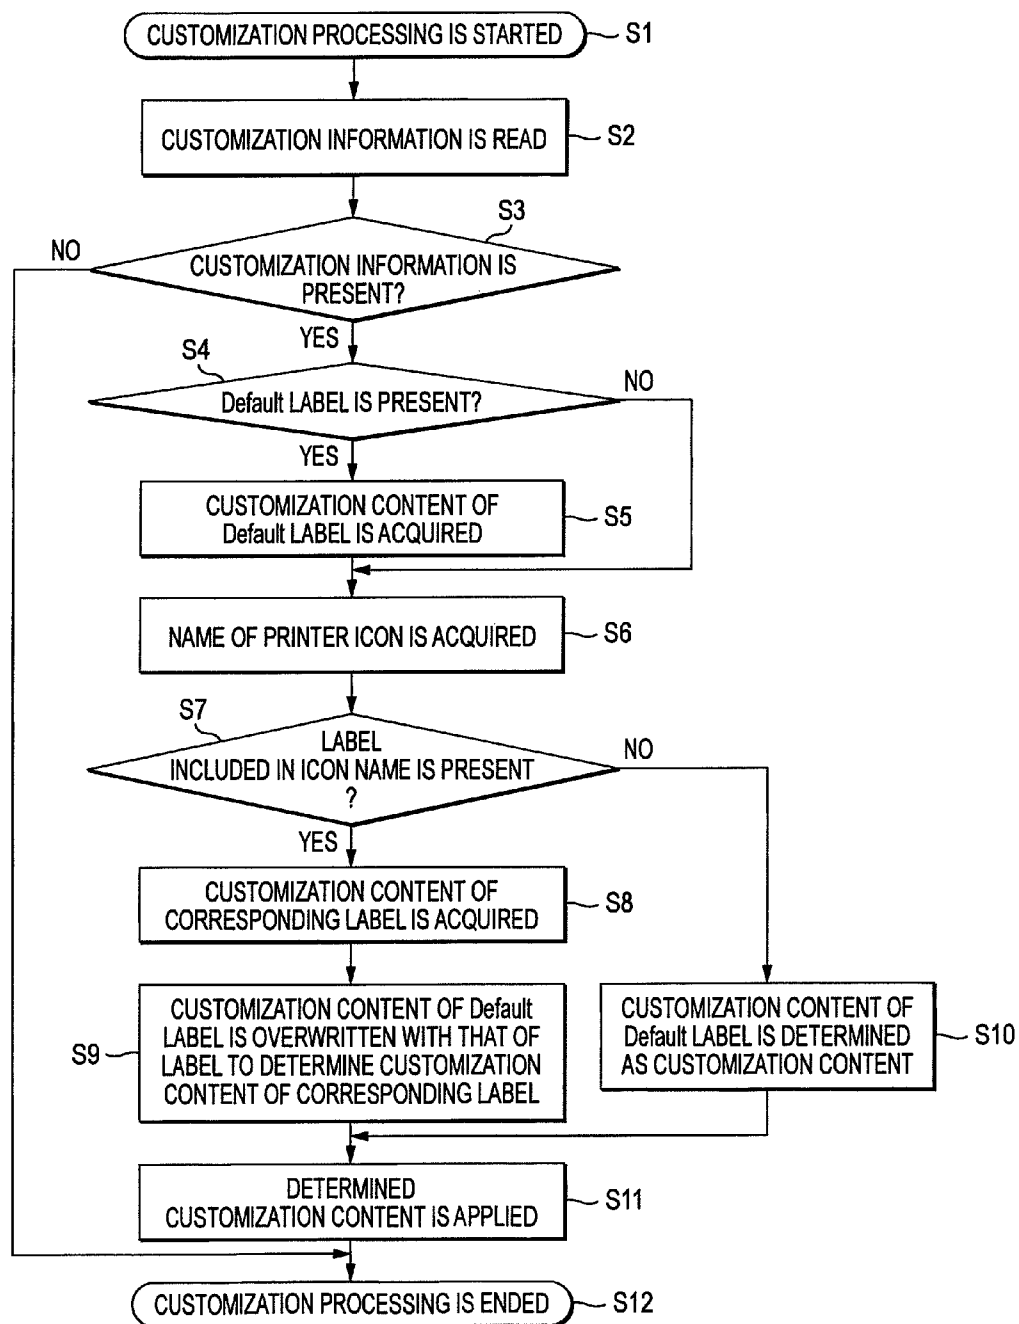 CUSTOMIZATION PROCESSING IS STARTED
S1
CUSTOMIZATION INFORMATION IS READ
S2
S3
NO
CUSTOMIZATION INFORMATION IS
PRESENT?
YES
S4
NO
Default LABEL IS PRESENT?
YES
CUSTOMIZATION CONTENT OF
Default LABEL IS ACQUIRED
S5
NAME OF PRINTER ICON IS ACQUIRED
S6
S7
LABEL
INCLUDED IN ICON NAME IS PRESENT
?
NO
YES
CUSTOMIZATION CONTENT OF
CORRESPONDING LABEL IS ACQUIRED
S8
CUSTOMIZATION CONTENT OF Default
LABEL IS OVERWRITTEN WITH THAT OF
LABEL TO DETERMINE CUSTOMIZATION
CONTENT OF CORRESPONDING LABEL
S9
CUSTOMIZATION CONTENT OF
Default LABEL IS DETERMINED
AS CUSTOMIZATION CONTENT
S10
DETERMINED
CUSTOMIZATION CONTENT IS APPLIED
S11
CUSTOMIZATION PROCESSING IS ENDED
S12